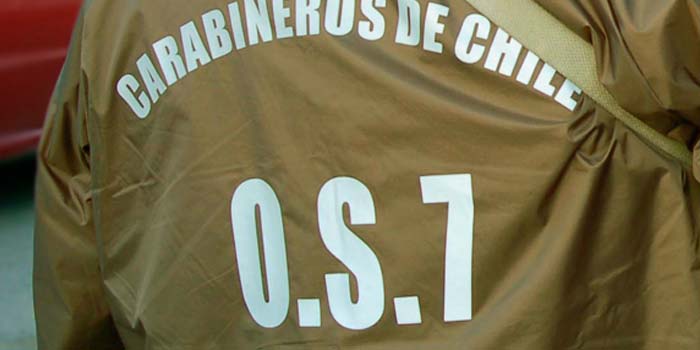 CARABINEROS DE CHILE
O.S.7